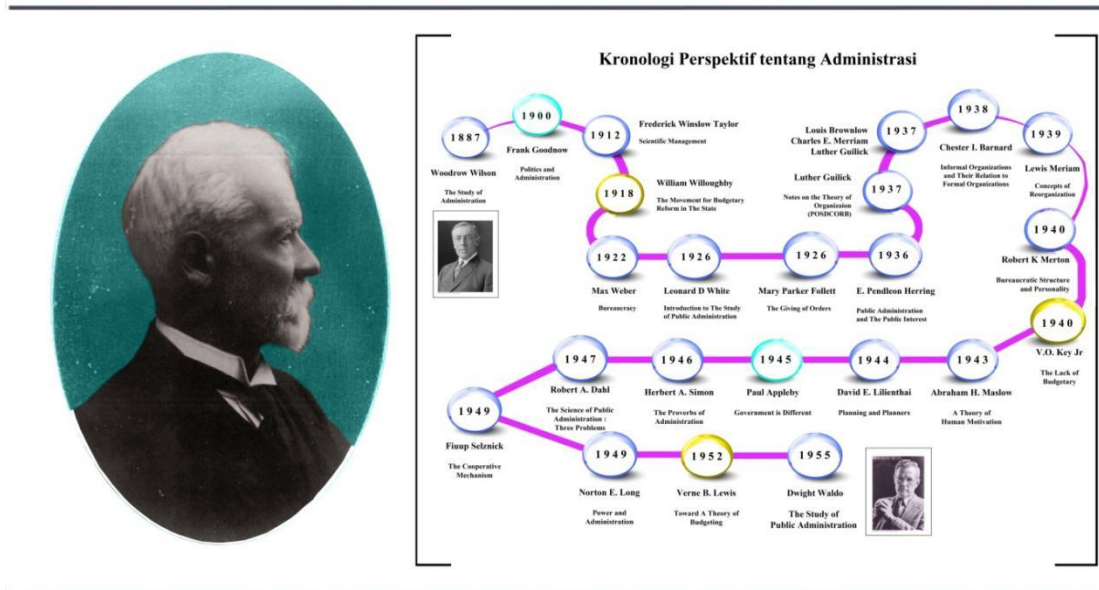 Kronologi Perspektif tentang Administrasi
1887
Woodrow Wilson
The Study of
Administration
1900
Frank Goodnow
Politics and
Administration
1912
Frederick Winslow Taylor
Scientific Management
1918
William Willoughby
The Movement for Budgetary
Reform in The State
1922
Max Weber
Bureucracy
1926
Leonard D White
Introduction to The Study
of Public Administration
1926
Mary Parker Follett
The Giving of Orders
1936
E. Pendleon Herring
Public Administration
and The Public Interest
1937
Luther Guilick
Notes on the Theory of
Organizaion
(POSDCORB)
1937
Louis Brownlow
Charles E. Merriam
Luther Guilick
1938
Chester I. Barnard
Informal Organizations
and Their Relation to
Formal Organizations
1939
Lewis Meriam
Concepts of
Reorganization
1940
Robert K Merton
Bureaucratic Structure
and Personality
1940
V.O. Key Jr
The Lack of
Budgetary
1943
Abraham H. Maslow
A Theory of
Human Motivation
1944
David E. Lilienthai
Planning and Planners
1945
Paul Appleby
Government is Different
1946
Herbert A. Simon
The Proverbs of
Administration
1947
Robert A. Dahl
The Science of Public
Administration :
Three Problems
1949
Fiuup Selznick
The Cooperative
Mechanism
1949
Norton E. Long
Power and
Administration
1952
Verne B. Lewis
Toward A Theory of
Budgeting
1955
Dwight Waldo
The Study of
Public Administration